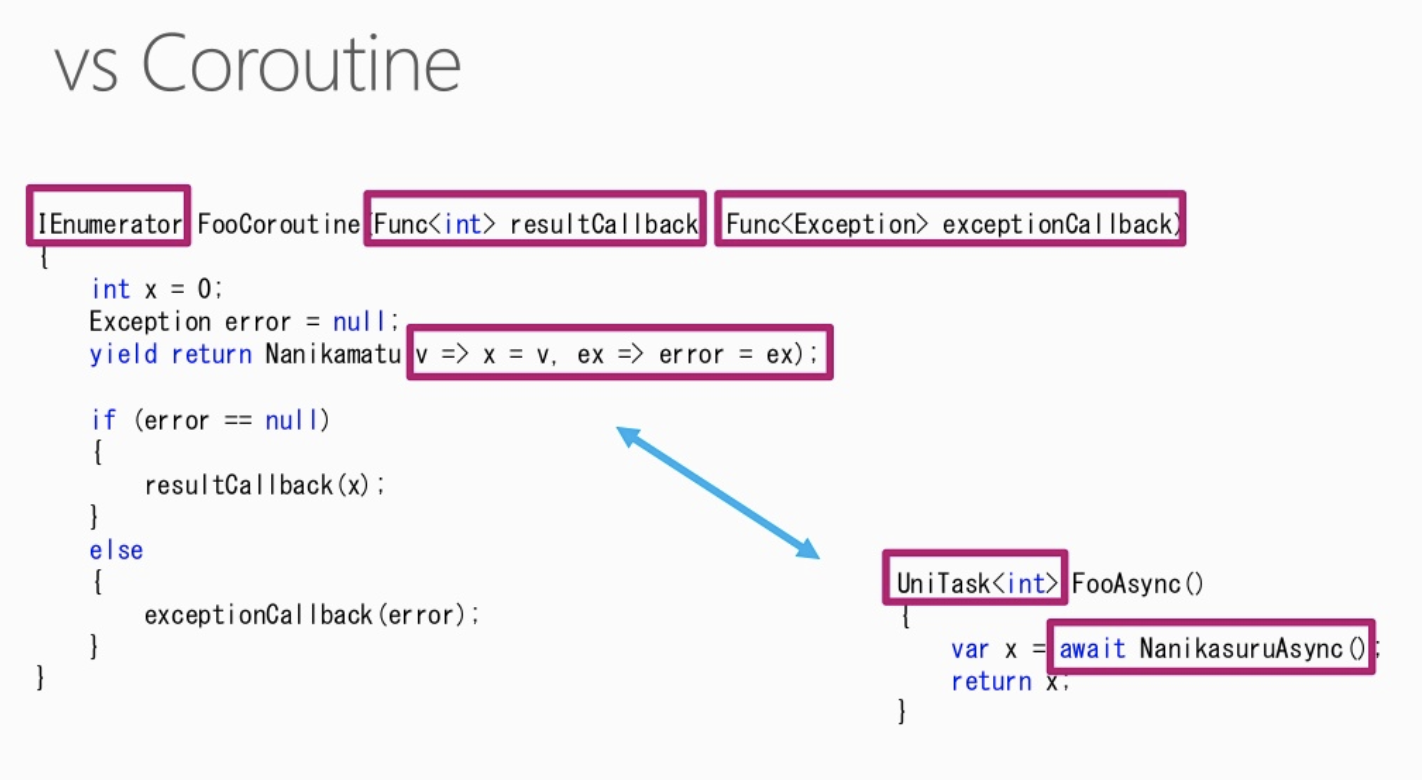 vs Coroutine
IEnumerator FooCoroutine(Func<int> resultCallback Func<Exception> exceptionCallback)
{
    int x = 0;
    Exception error = null;
    yield return Nanikamatu v => x = v, ex => error = ex);
    if (error == null)
    {
        resultCallback(x);
    }
    else
    {
        exceptionCallback(error);
    }
}
UniTask<int> FooAsync()
{
    var x = await NanikasuruAsync();
    return x;
}